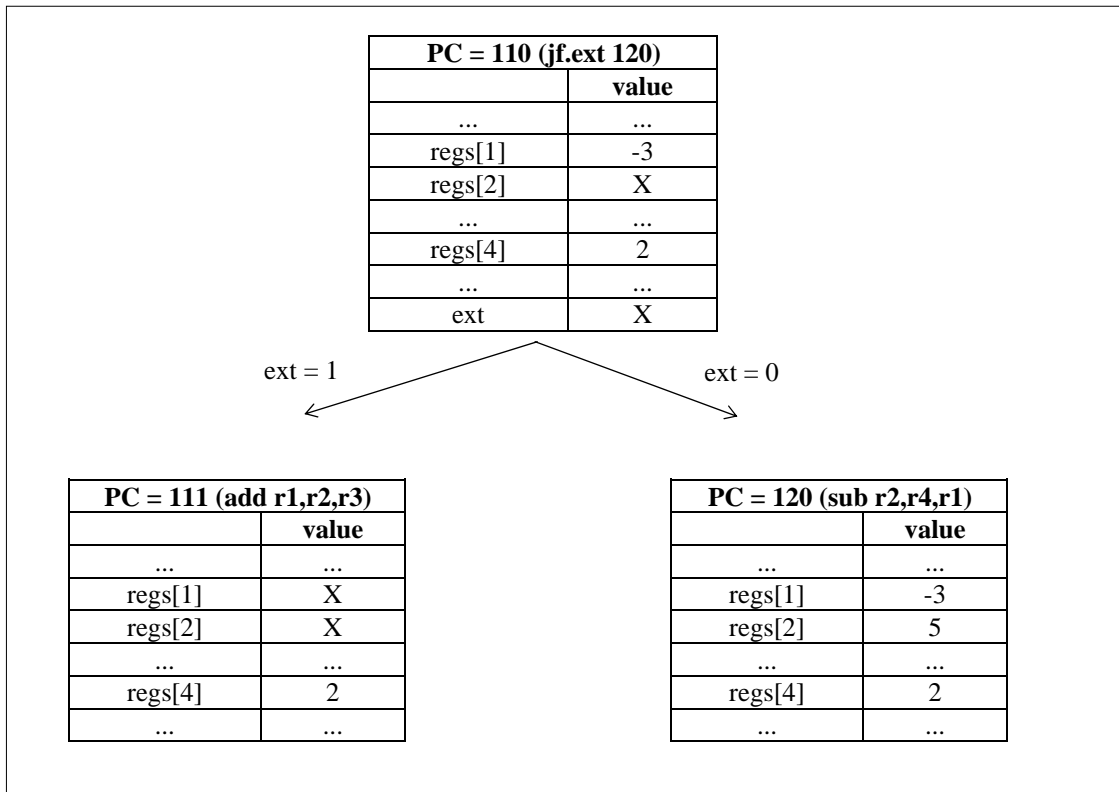 PC = 110 (jf.ext 120)
value
... ...
regs[1] -3
regs[2] X
... ...
regs[4] 2
... ...
ext X
ext = 1
ext = 0
PC = 111 (add r1,r2,r3)
value
... ...
regs[1] X
regs[2] X
... ...
regs[4] 2
... ...
PC = 120 (sub r2,r4,r1)
value
... ...
regs[1] -3
regs[2] 5
... ...
regs[4] 2
... ...